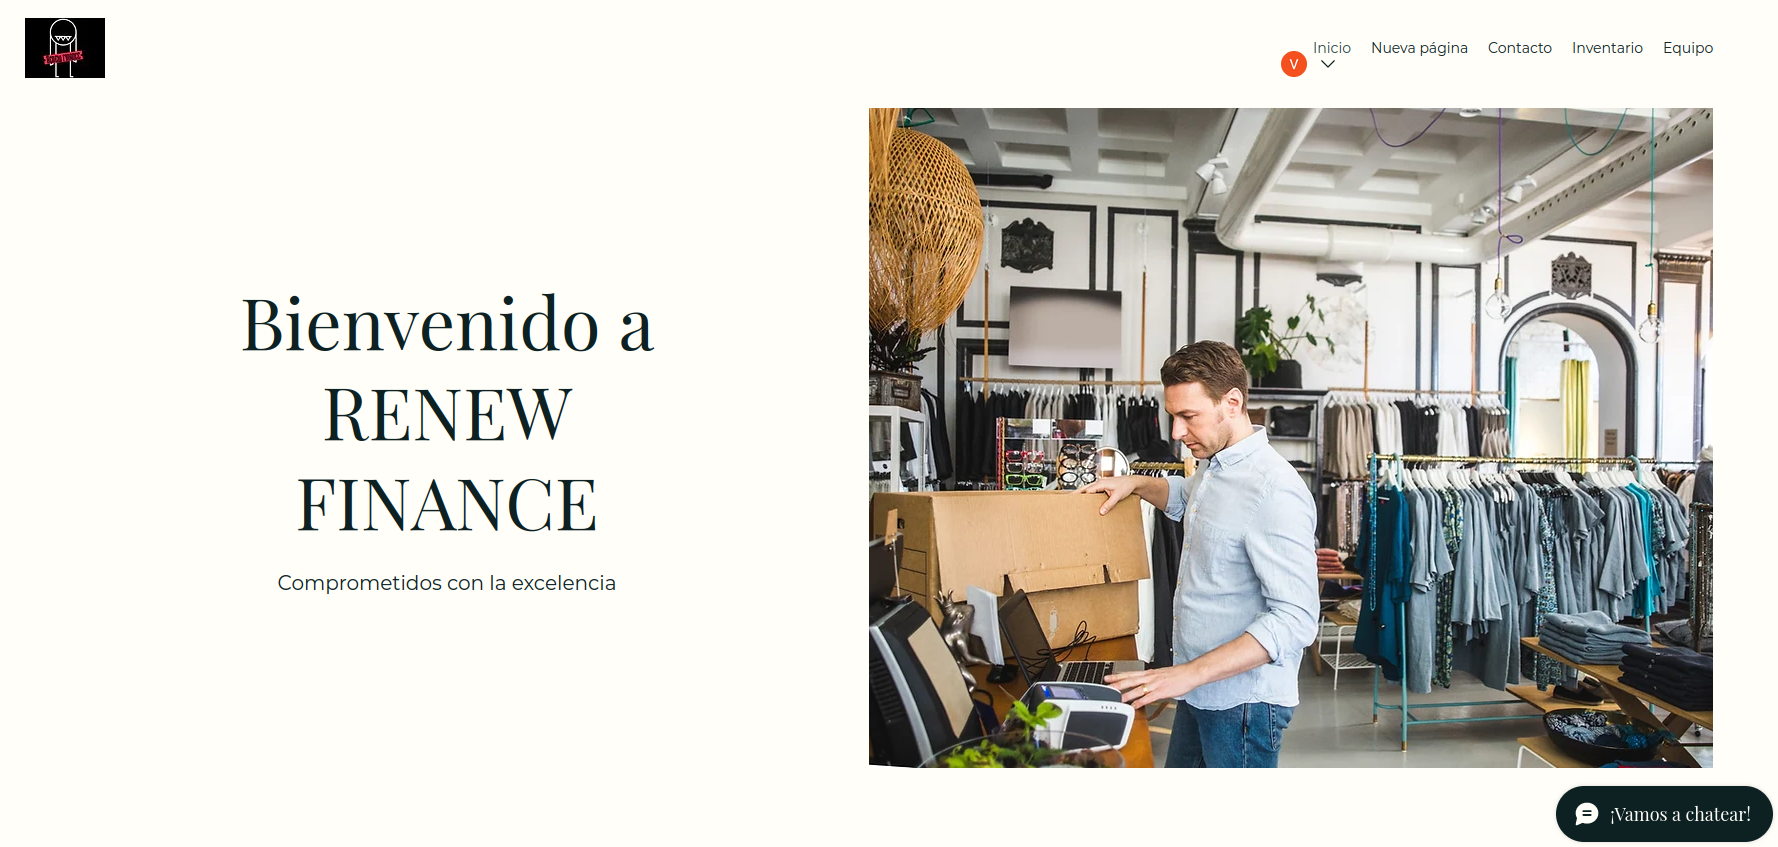 Inicio Nueva página Contacto Inventario Equipo
V
Bienvenido a
RENEW
FINANCE
Comprometidos con la excelencia
¡Vamos a chatear!